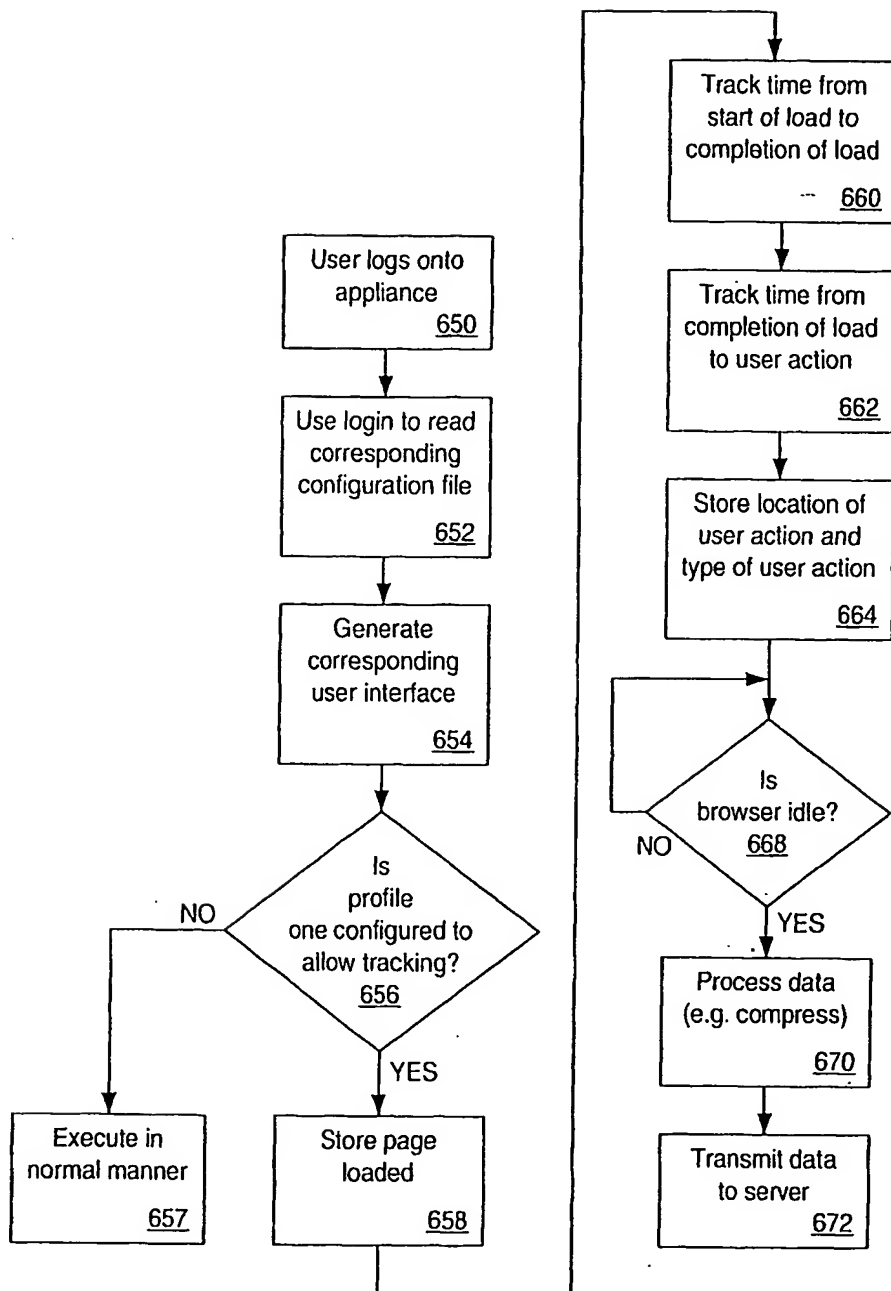 User logs onto
appliance
650
Use login to read
corresponding
configuration file
652
Generate
corresponding
user interface
654
Is
profile
one configured to
allow tracking?
656
NO
YES
Execute in
normal manner
657
Store page
loaded
658
Track time from
start of load to
completion of load
660
Track time from
completion of load
to user action
662
Store location of
user action and
type of user action
664
Is
browser idle?
668
NO
YES
Process data
(e.g. compress)
670
Transmit data
to server
672